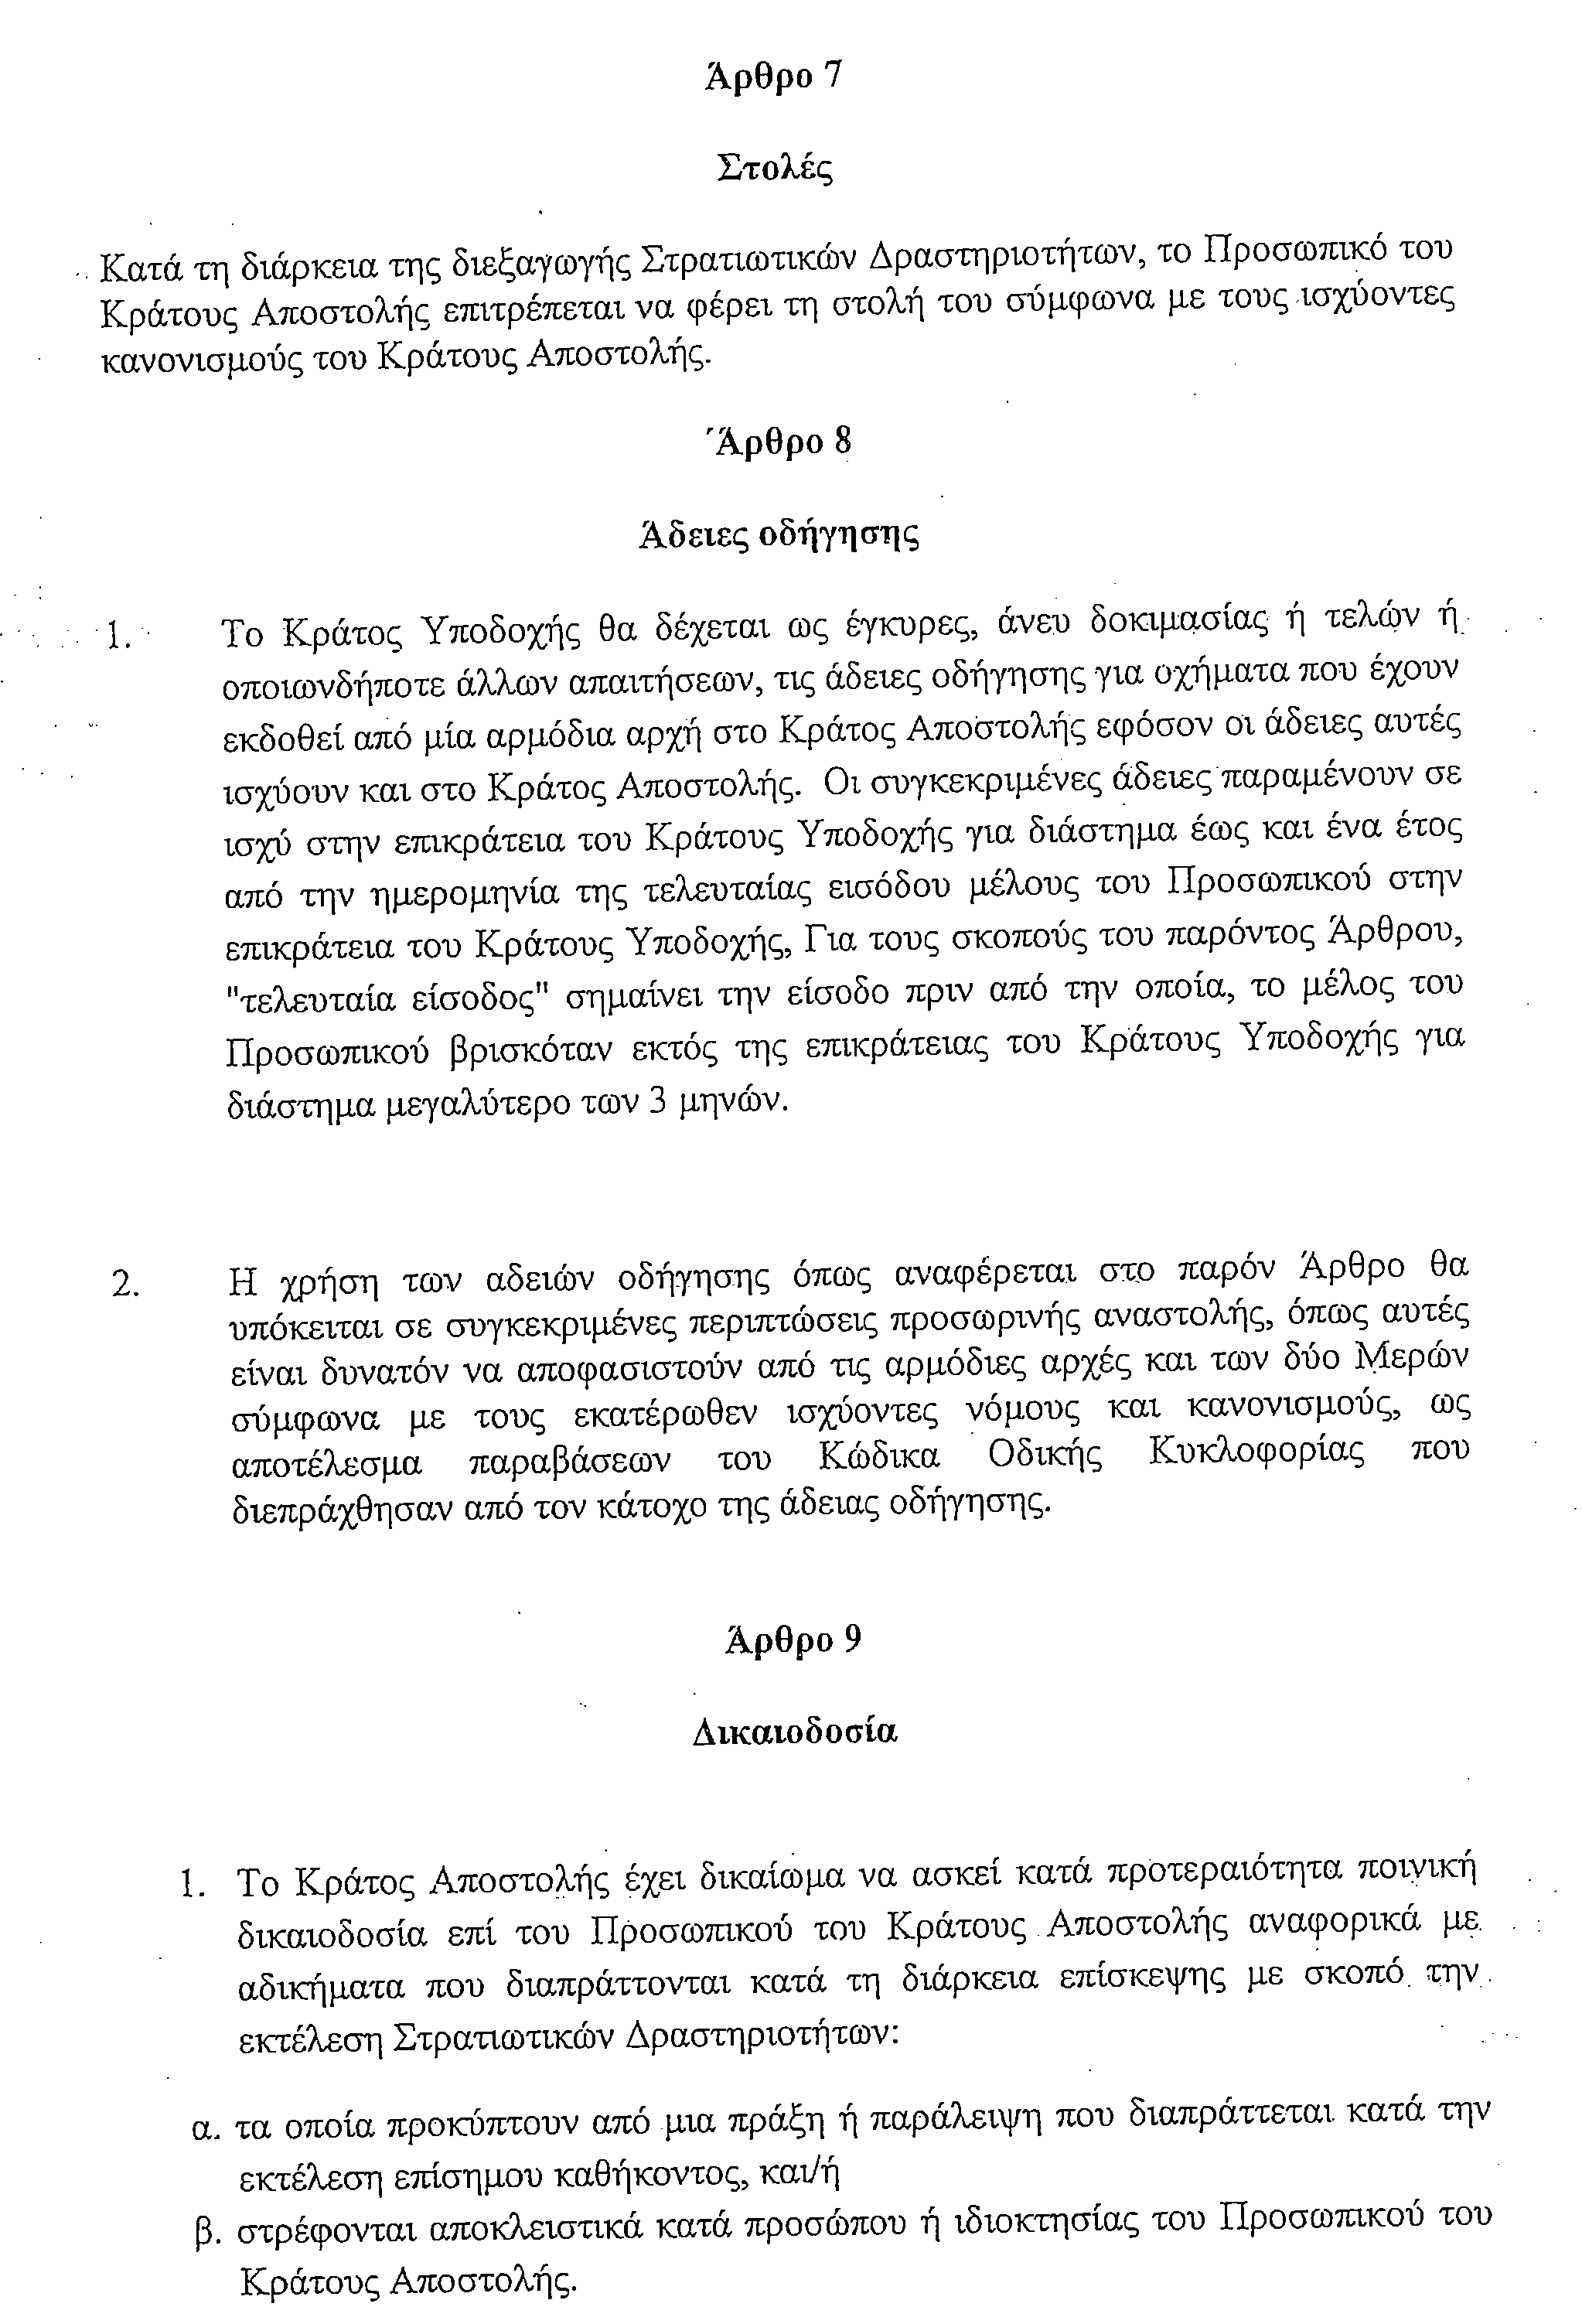 Άρθρο 7
Στολές
Κατά τη διάρκεια της διεξαγωγής Στρατιωτικών Δραστηριοτήτων, το Προσωπικό του
Κράτους Αποστολής επιτρέπεται να φέρει τη στολή του σύμφωνα με τους ισχύοντες
κανονισμούς του Κράτους Αποστολής.
Άρθρο 8
Άδειες οδήγησης
1. Το Κράτος Υποδοχής θα δέχεται ως έγκυρες, άνευ δοκιμασίας ή τελών ή
οποιωνδήποτε άλλων απαιτήσεων, τις άδειες οδήγησης για οχήματα που έχουν
εκδοθεί από μία αρμόδια αρχή στο Κράτος Αποστολής εφόσον οι άδειες αυτές
ισχύουν και στο Κράτος Αποστολής. Οι συγκεκριμένες άδειες παραμένουν σε
ισχύ στην επικράτεια του Κράτους Υποδοχής για διάστημα έως και ένα έτος
από την ημερομηνία της τελευταίας εισόδου μέλους του Προσωπικού στην
επικράτεια του Κράτους Υποδοχής, Για τους σκοπούς του παρόντος Άρθρου,
"τελευταία είσοδος" σημαίνει την είσοδο πριν από την οποία, το μέλος του
Προσωπικού βρισκόταν εκτός της επικράτειας του Κράτους Υποδοχής για
διάστημα μεγαλύτερο των 3 μηνών.
2. Η χρήση των αδειών οδήγησης όπως αναφέρεται στο παρόν Άρθρο θα
υπόκειται σε συγκεκριμένες περιπτώσεις προσωρινής αναστολής, όπως αυτές
είναι δυνατόν να αποφασιστούν από τις αρμόδιες αρχές και των δύο Μερών
σύμφωνα με τους εκατέρωθεν ισχύοντες νόμους και κανονισμούς, ως
αποτέλεσμα παραβάσεων του Κώδικα Οδικής Κυκλοφορίας που
διεπράχθησαν από τον κάτοχο της άδειας οδήγησης.
Άρθρο 9
Δικαιοδοσία
1. Το Κράτος Αποστολής έχει δικαίωμα να ασκεί κατά προτεραιότητα ποινική
δικαιοδοσία επί του Προσωπικού του Κράτους Αποστολής αναφορικά με
αδικήματα που διαπράττονται κατά τη διάρκεια επίσκεψης με σκοπό την
εκτέλεση Στρατιωτικών Δραστηριοτήτων:
α. τα οποία προκύπτουν από μια πράξη ή παράλειψη που διαπράττεται κατά την
εκτέλεση επίσημου καθήκοντος, και/ή
β. στρέφονται αποκλειστικά κατά προσώπου ή ιδιοκτησίας του Προσωπικού του
Κράτους Αποστολής.